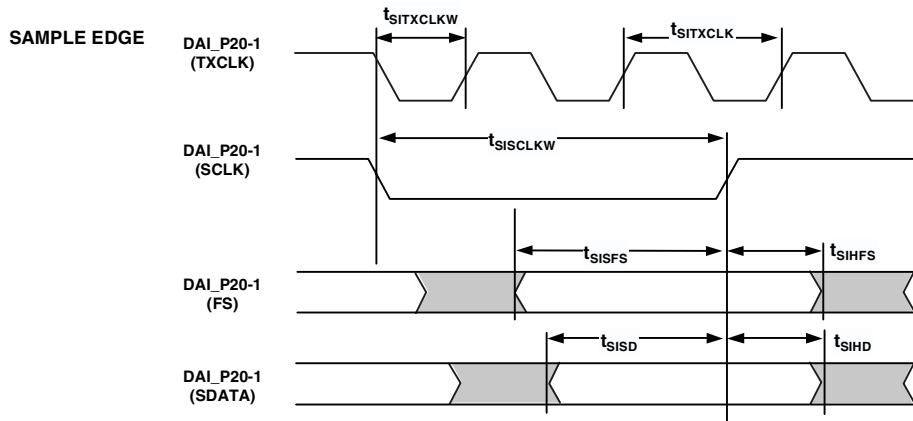 SAMPLE EDGE
DAI_P20-1
(TXCLK)
tSITXCLKW
tSITXCLK
DAI_P20-1
(SCLK)
tSISCLKW
DAI_P20-1
(FS)
tSISFS
tSIHFS
DAI_P20-1
(SDATA)
tSISD
tSIHD